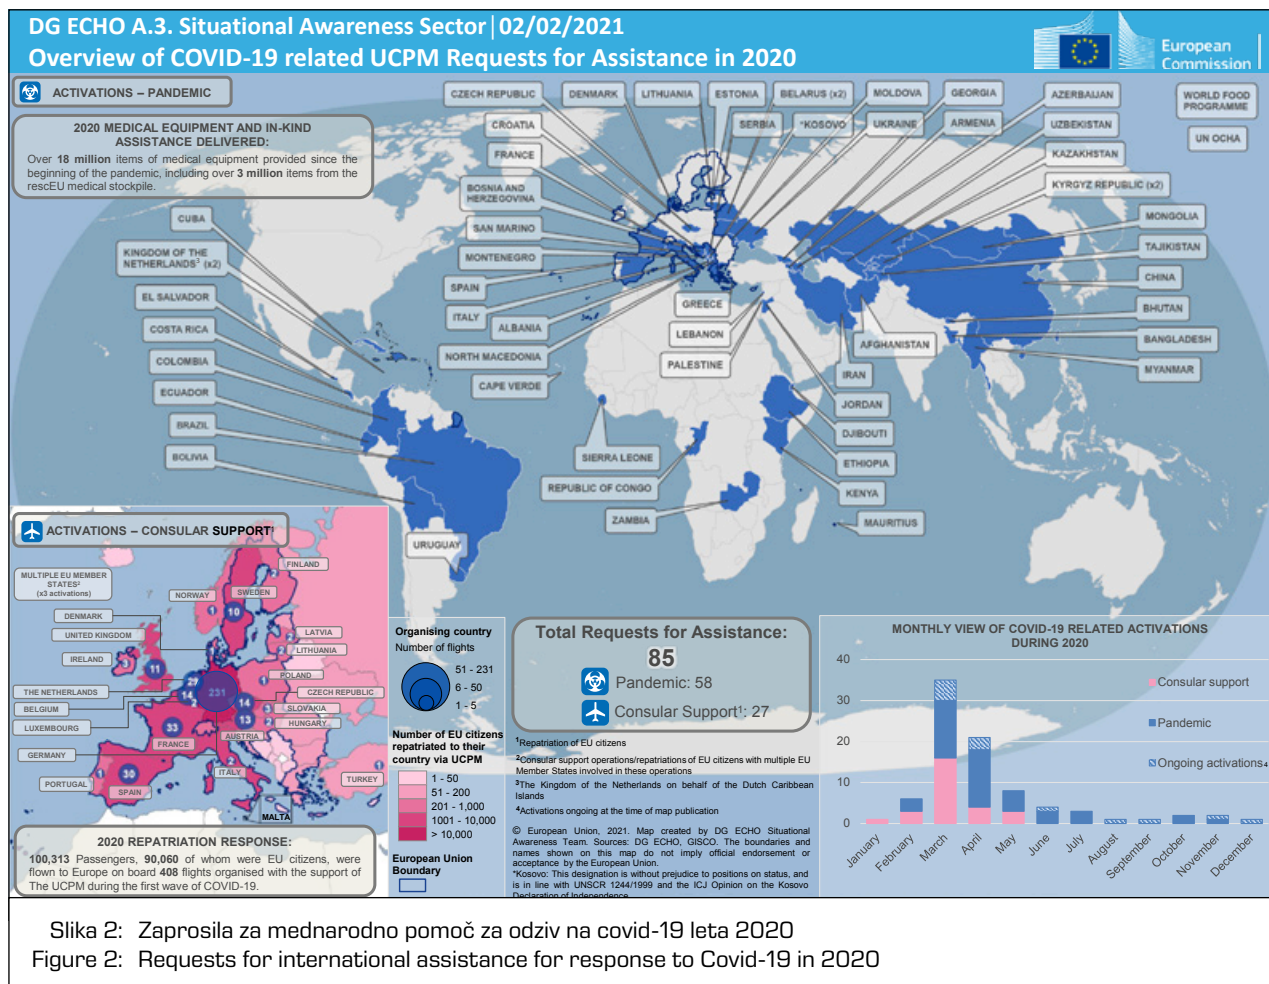 DG ECHO A.3. Situational Awareness Sector|02/02/2021
Overview of COVID-19 related UCPM Requests for Assistance in 2020
European
Commission
ACTIVATIONS – PANDEMIC
2020 MEDICAL EQUIPMENT AND IN-KIND
ASSISTANCE DELIVERED:
Over 18 million items of medical equipment provided since the
beginning of the pandemic, including over 3 million items from the
rescEU medical stockpile.
CZECH REPUBLIC
DENMARK
LITHUANIA
ESTONIA
BELARUS (x2)
MOLDOVA
GEORGIA
AZERBAIJAN
WORLD FOOD
PROGRAMME
CROATIA
SERBIA
*KOSOVO
UKRAINE
ARMENIA
UZBEKISTAN
UN OCHA
FRANCE
KAZAKHSTAN
BOSNIA AND
HERZEGOVINA
KYRGYZ REPUBLIC (x2)
CUBA
SAN MARINO
MONGOLIA
KINGDOM OF THE
NETHERLANDS³ (x2)
MONTENEGRO
TAJIKISTAN
SPAIN
CHINA
EL SALVADOR
ITALY
GREECE
BHUTAN
COSTA RICA
ALBANIA
LEBANON
AFGHANISTAN
BANGLADESH
COLOMBIA
NORTH MACEDONIA
PALESTINE
IRAN
MYANMAR
ECUADOR
CAPE VERDE
JORDAN
BRAZIL
DJIBOUTI
BOLIVIA
SIERRA LEONE
ETHIOPIA
REPUBLIC OF CONGO
KENYA
ZAMBIA
MAURITIUS
URUGUAY
ACTIVATIONS – CONSULAR SUPPORT¹
MULTIPLE EU MEMBER
STATES²
(x3 activations)
FINLAND
2
NORWAY
SWEDEN
1
10
DENMARK
UNITED KINGDOM
LATVIA
2
LITHUANIA
2
IRELAND
3
11
POLAND
1
THE NETHERLANDS
29
231
CZECH REPUBLIC
14
BELGIUM
14
2
SLOVAKIA
3
LUXEMBOURG
33
13
HUNGARY
2
FRANCE
AUSTRIA
GERMANY
ITALY
2
PORTUGAL
1
30
SPAIN
TURKEY
1
MALTA
2020 REPATRIATION RESPONSE:
100,313 Passengers, 90,060 of whom were EU citizens, were
flown to Europe on board 408 flights organised with the support of
The UCPM during the first wave of COVID-19.
Organising country
Number of flights
51 - 231
6 - 50
1 - 5
Number of EU citizens
repatriated to their
country via UCPM
1 - 50
51 - 200
201 - 1,000
1001 - 10,000
> 10,000
European Union
Boundary
Total Requests for Assistance:
85
Pandemic: 58
Consular Support¹: 27
¹Repatriation of EU citizens
²Consular support operations/repatriations of EU citizens with multiple EU
Member States involved in these operations
³The Kingdom of the Netherlands on behalf of the Dutch Caribbean
Islands
⁴Activations ongoing at the time of map publication
© European Union, 2021. Map created by DG ECHO Situational
Awareness Team. Sources: DG ECHO, GISCO. The boundaries and
names shown on this map do not imply official endorsement or
acceptance by the European Union.
*Kosovo: This designation is without prejudice to positions on status, and
is in line with UNSCR 1244/1999 and the ICJ Opinion on the Kosovo
Declaration of Independence
MONTHLY VIEW OF COVID-19 RELATED ACTIVATIONS
DURING 2020
40
30
20
10
0
Consular support
Pandemic
Ongoing activations⁴
January
February
March
April
May
June
July
August
September
October
November
December
Slika 2: Zaprosila za mednarodno pomoč za odziv na covid-19 leta 2020
Figure 2: Requests for international assistance for response to Covid-19 in 2020